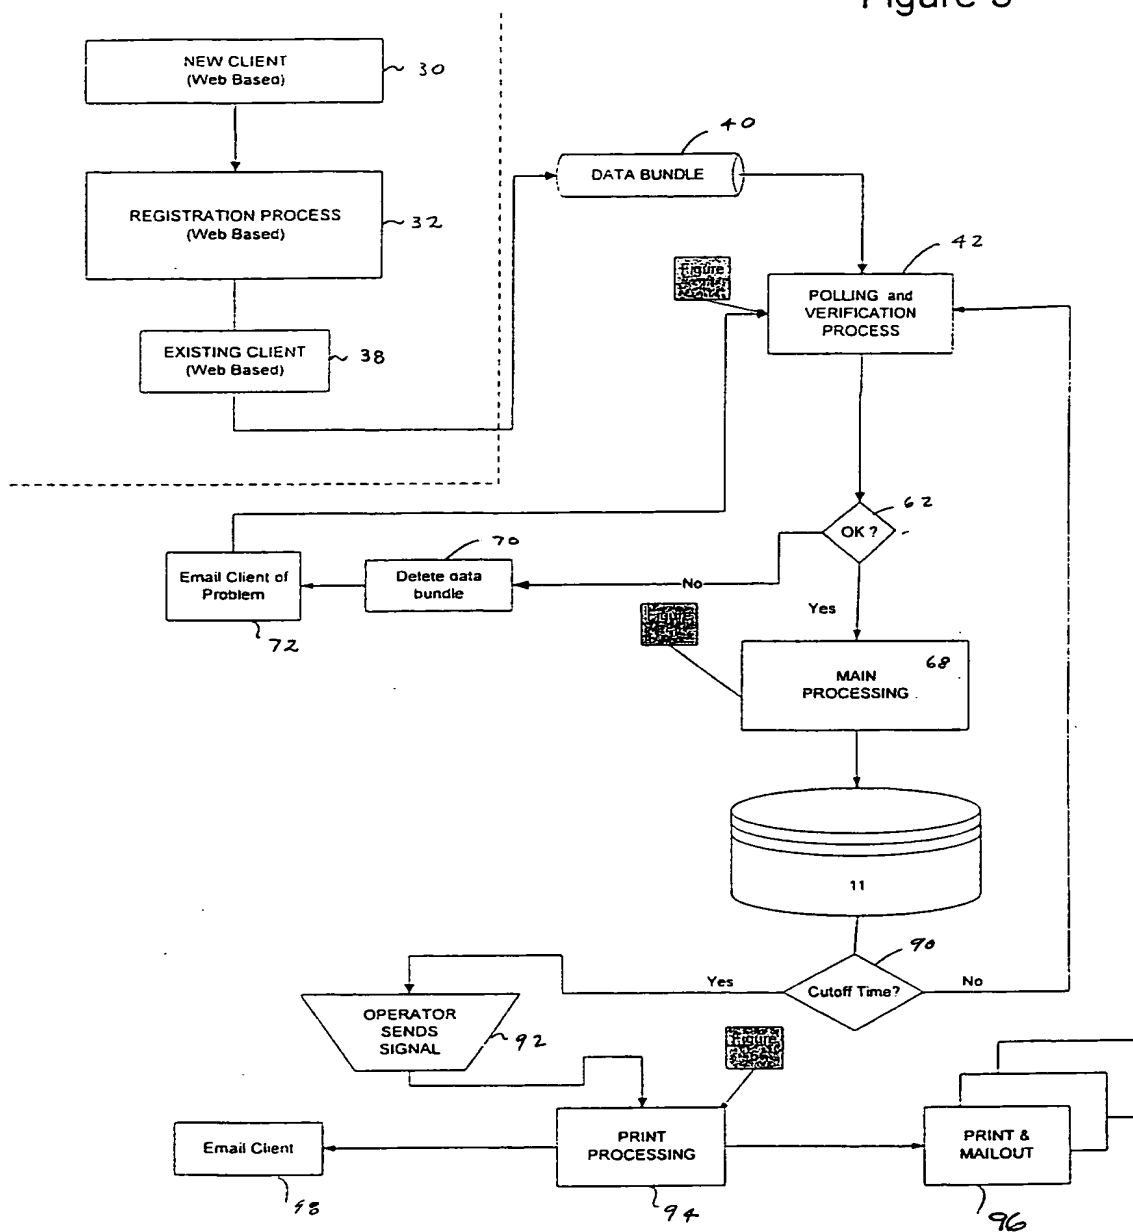 Figure
NEW CLIENT
(Web Based)
30
REGISTRATION PROCESS
(Web Based)
32
EXISTING CLIENT
(Web Based)
38
DATA BUNDLE
40
Figure
POLLING and
VERIFICATION
PROCESS
42
OK ?
62
No
Yes
Delete data
bundle
70
Email Client of
Problem
72
MAIN
PROCESSING
68
11
Cutoff Time?
90
Yes
No
OPERATOR
SENDS
SIGNAL
92
Figure
PRINT
PROCESSING
94
Email Client
98
PRINT &
MAILOUT
96